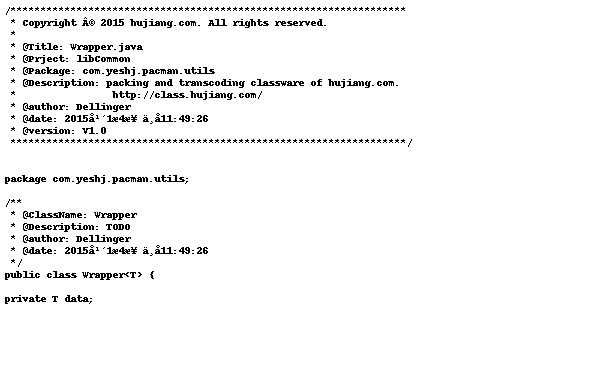 /******************************************************************
* Copyright Â© 2015 hujiang.com. All rights reserved.
*
* @Title: Wrapper.java
* @Prject: libCommon
* @Package: com.yeshj.pacman.utils
* @Description: packing and transcoding classware of hujiang.com.
* http://class.hujiang.com/
* @author: Dellinger
* @date: 2015å¹´1æ4æ¥ ä¸å11:49:26
* @version: V1.0
******************************************************************/
package com.yeshj.pacman.utils;
/**
* @ClassName: Wrapper
* @Description: TODO
* @author: Dellinger
* @date: 2015å¹´1æ4æ¥ ä¸å11:49:26
*/
public class Wrapper<T> {
private T data;